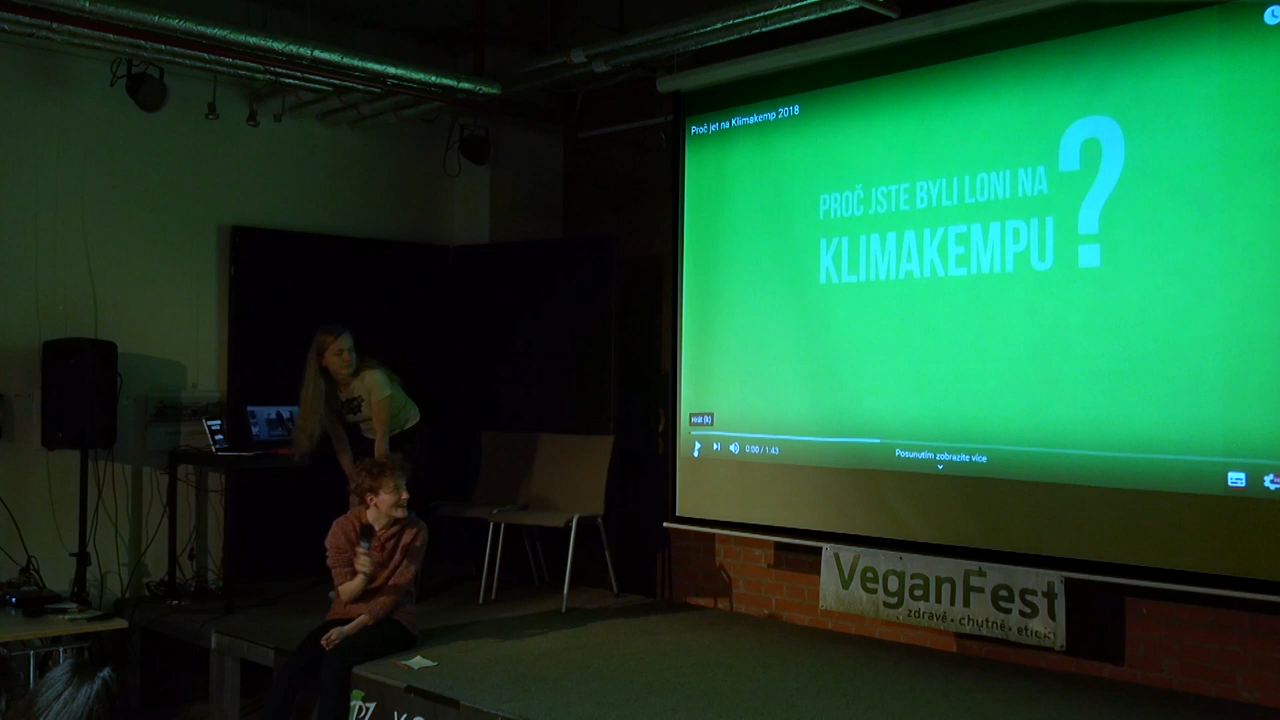 Proč jet na Klimakemp 2018
PROČ JSTE BYLI LONI NA
KLIMAKEMPU?
Hrát (k)
0:00 / 1:43
Posunutím zobrazíte více
VeganFest
zdravě • chutně • eticky